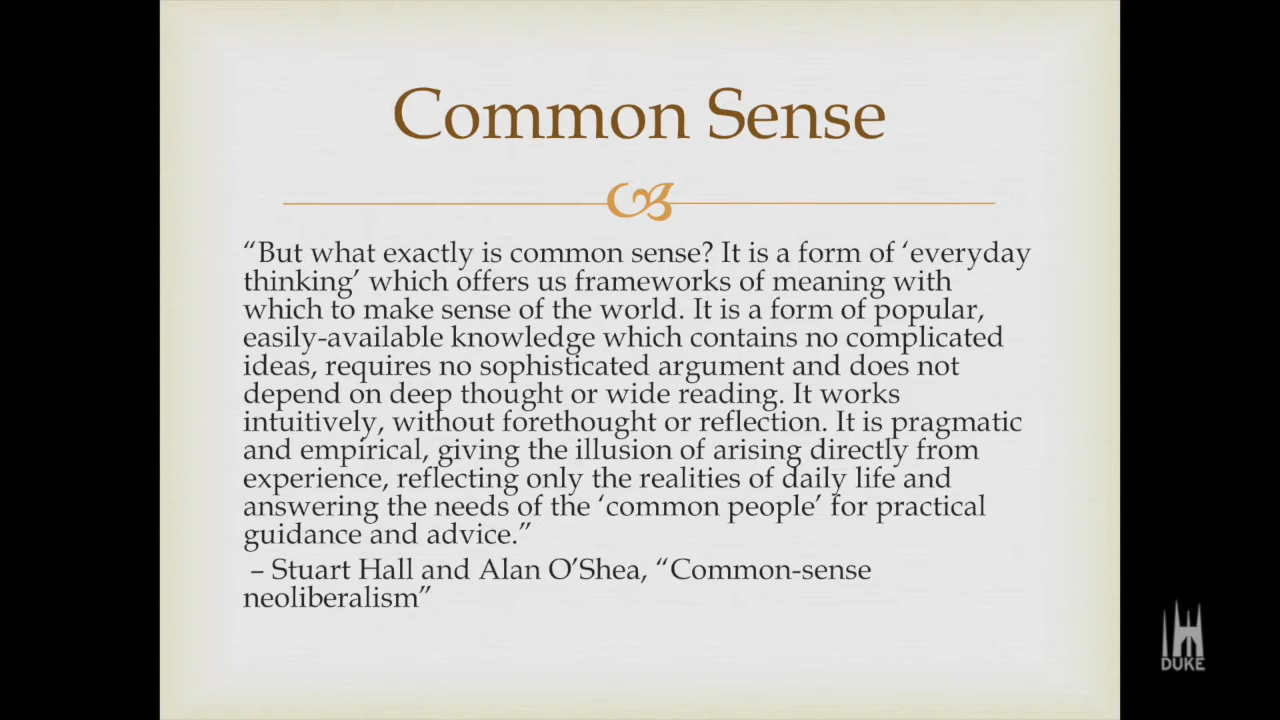 Common Sense
“But what exactly is common sense? It is a form of ‘everyday
thinking’ which offers us frameworks of meaning with
which to make sense of the world. It is a form of popular,
easily-available knowledge which contains no complicated
ideas, requires no sophisticated argument and does not
depend on deep thought or wide reading. It works
intuitively, without forethought or reflection. It is pragmatic
and empirical, giving the illusion of arising directly from
experience, reflecting only the realities of daily life and
answering the needs of the ‘common people’ for practical
guidance and advice.”
– Stuart Hall and Alan O’Shea, “Common-sense
neoliberalism”
DUKE